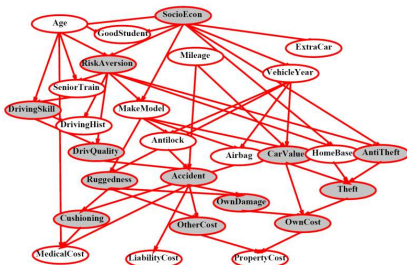 SocioEcon
Age
GoodStudent
ExtraCar
Mileage
RiskAversion
VehicleYear
SeniorTrain
DrivingSkill
MakeModel
DrivingHist
Antilock
DrivQuality
Airbag
CarValue
HomeBase
AntiTheft
Ruggedness
Accident
Theft
OwnDamage
Cushioning
OtherCost
OwnCost
MedicalCost
LiabilityCost
PropertyCost